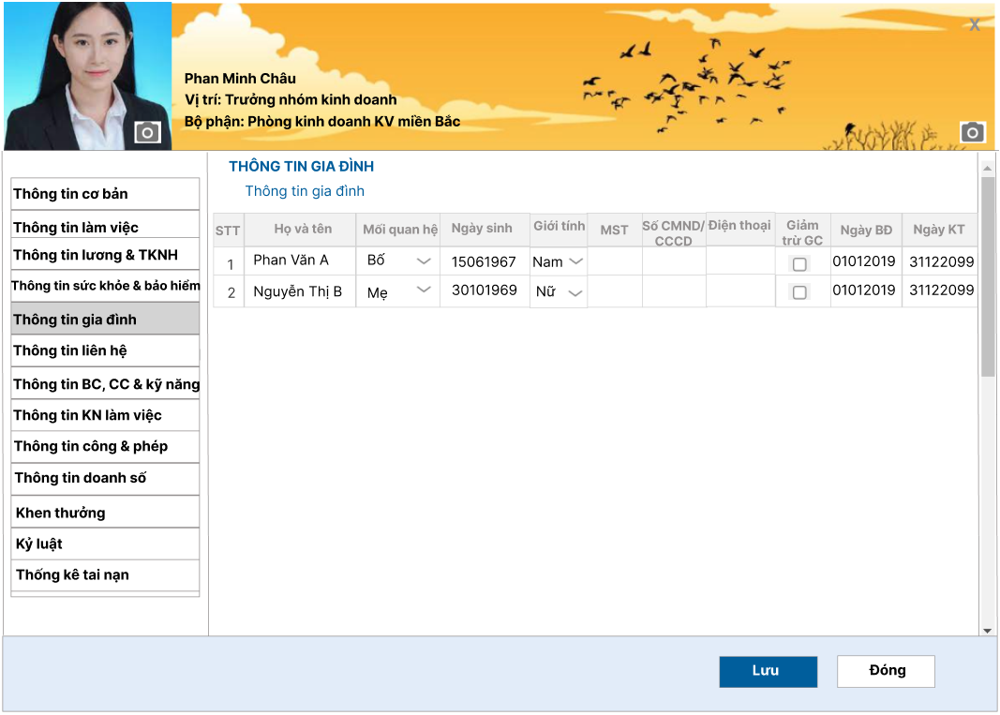 X
Phan Minh Châu
Vị trí: Trưởng nhóm kinh doanh
Bộ phận: Phòng kinh doanh KV miền Bắc
Thông tin cơ bản
Thông tin làm việc
Thông tin lương & TKNH
Thông tin sức khỏe & bảo hiểm
Thông tin gia đình
Thông tin liên hệ
Thông tin BC, CC & kỹ năng
Thông tin KN làm việc
Thông tin công & phép
Thông tin doanh số
Khen thưởng
Kỷ luật
Thống kê tai nạn
THÔNG TIN GIA ĐÌNH
Thông tin gia đình
STT Họ và tên Mối quan hệ Ngày sinh Giới tính MST Số CMND/ CCCD Điện thoại Giảm trừ GC Ngày BĐ Ngày KT
1 Phan Văn A Bố 15061967 Nam 01012019 31122099
2 Nguyễn Thị B Mẹ 30101969 Nữ 01012019 31122099
Lưu Đóng